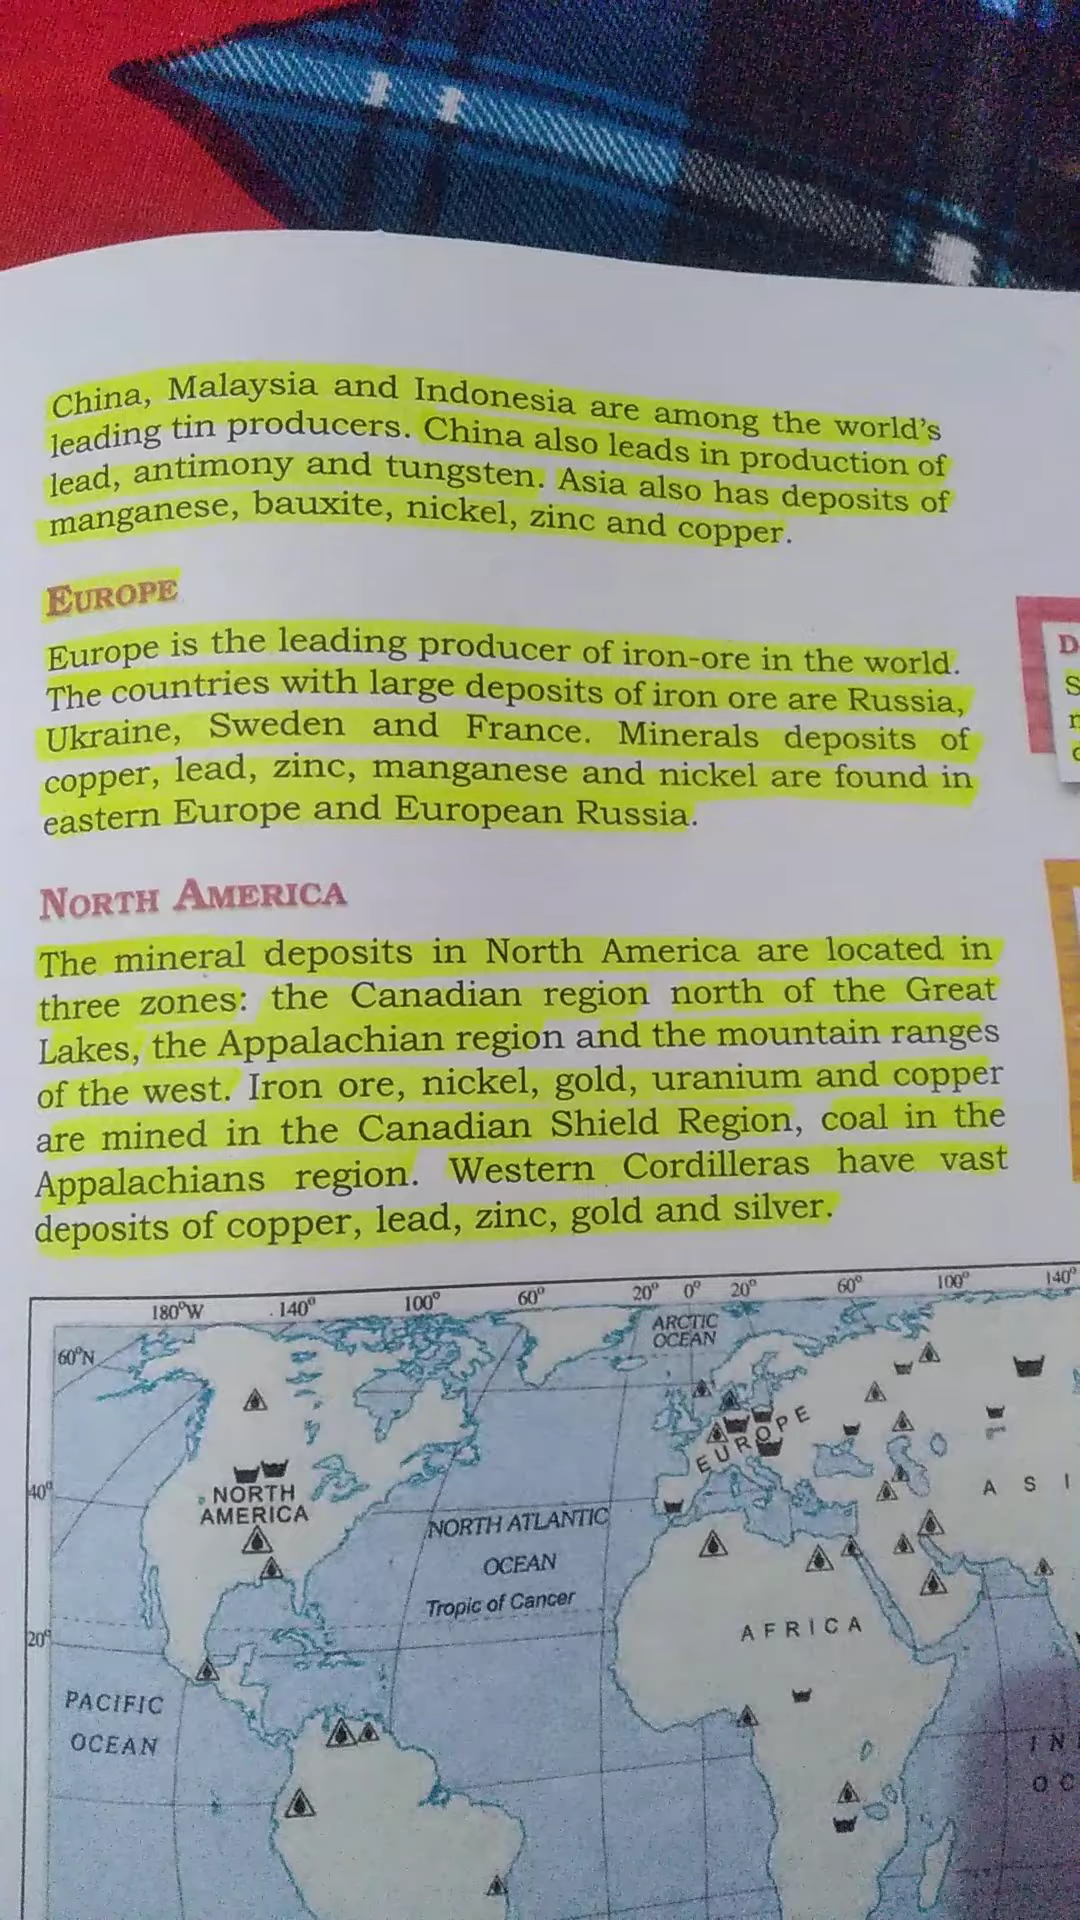 China, Malaysia and Indonesia are among the world's
leading tin producers. China also leads in production of
lead, antimony and tungsten. Asia also has deposits of
manganese, bauxite, nickel, zinc and copper.
EUROPE
Europe is the leading producer of iron-ore in the world.
The countries with large deposits of iron ore are Russia,
Ukraine, Sweden and France. Minerals deposits of
copper, lead, zinc, manganese and nickel are found in
eastern Europe and European Russia.
NORTH AMERICA
The mineral deposits in North America are located in
three zones: the Canadian region north of the Great
Lakes, the Appalachian region and the mountain ranges
of the west. Iron ore, nickel, gold, uranium and copper
are mined in the Canadian Shield Region, coal in the
Appalachians region. Western Cordilleras have vast
deposits of copper, lead, zinc, gold and silver.
180°W 140° 100° 60° 20° 0° 20° 60° 100° 140°
ARCTIC
OCEAN
60°N
EUROPE
40°
NORTH
AMERICA
A S I
NORTH ATLANTIC
OCEAN
Tropic of Cancer
20°
AFRICA
PACIFIC
OCEAN
I N
O C